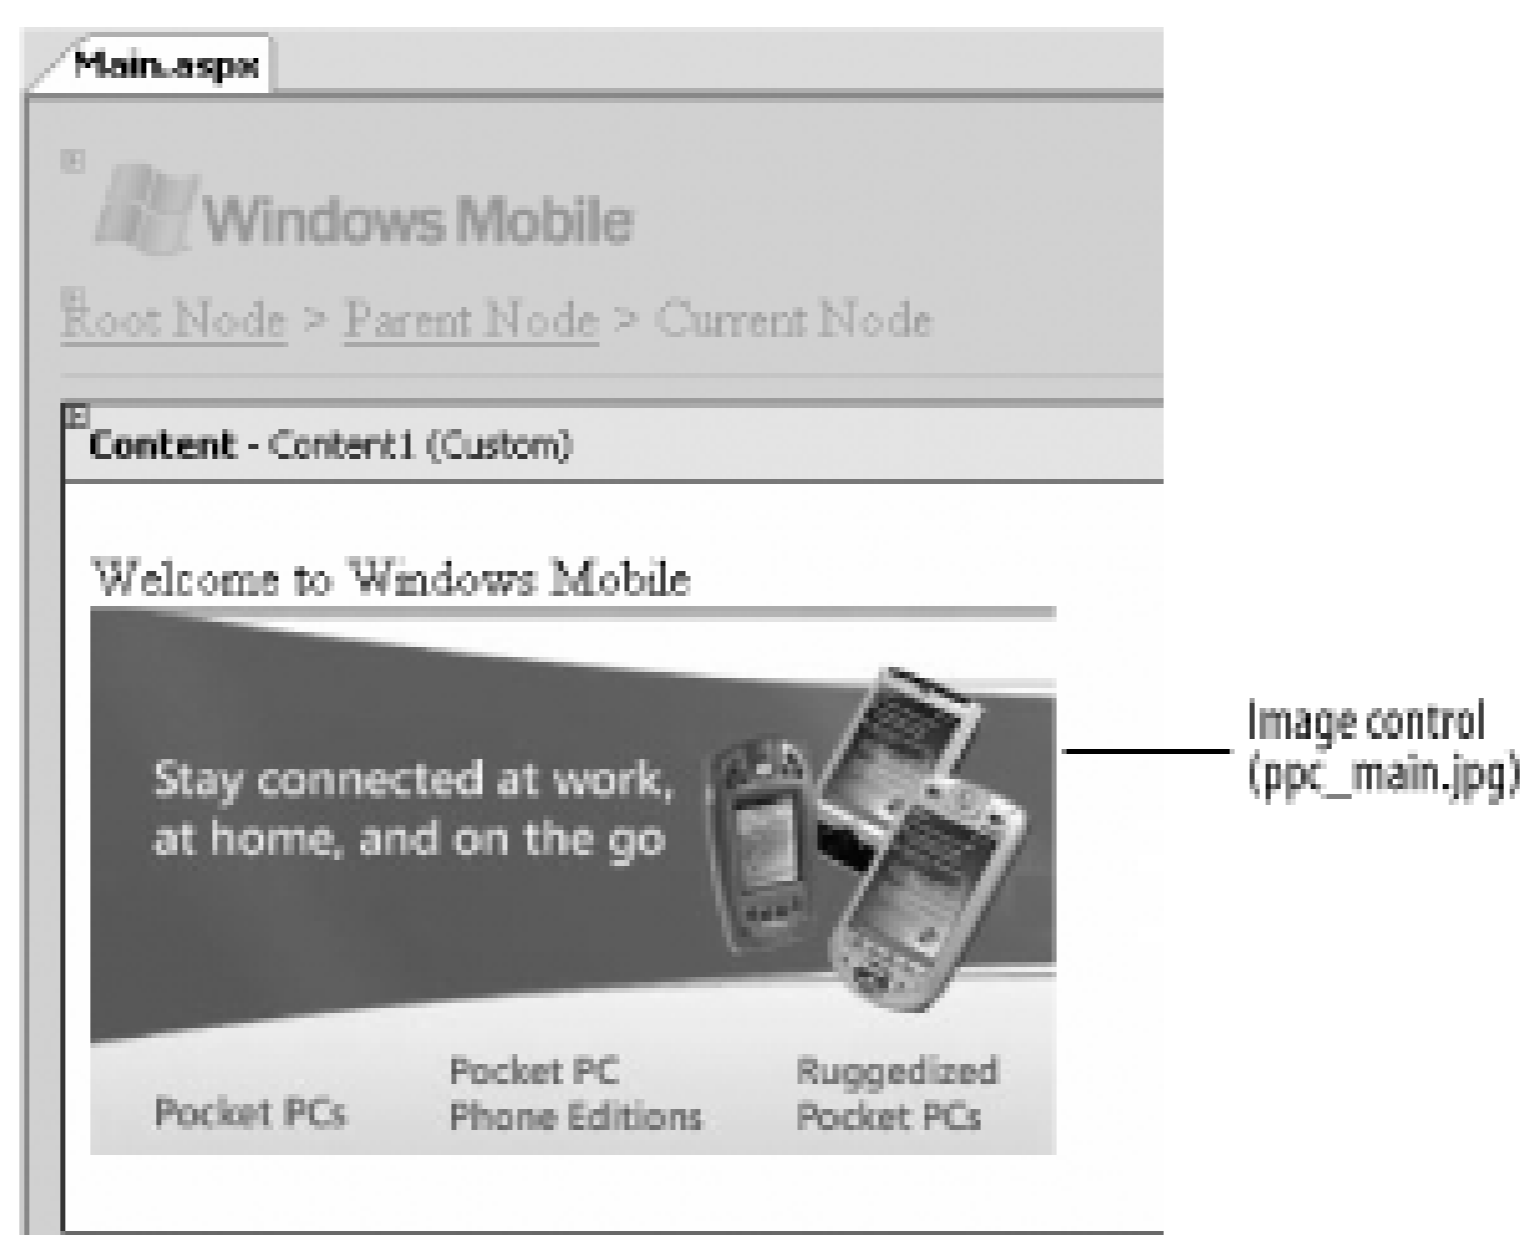 Main.aspx
Windows Mobile
Root Node > Parent Node > Current Node
Content - Content1 (Custom)
Welcome to Windows Mobile
Stay connected at work,
at home, and on the go
Pocket PCs
Pocket PC
Phone Editions
Ruggedized
Pocket PCs
Image control
(ppc_main.jpg)